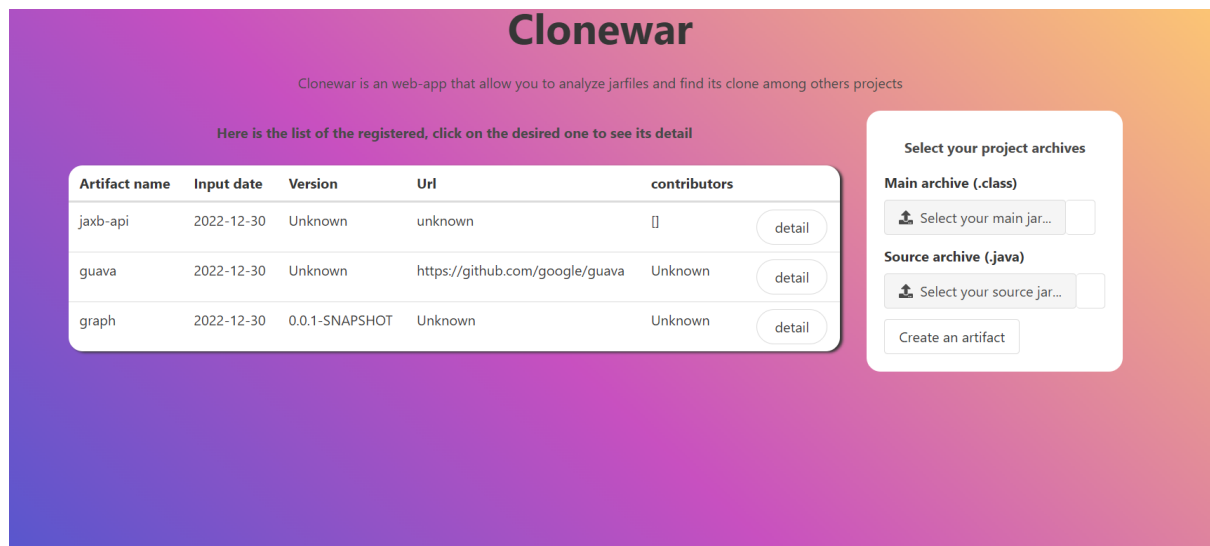 Clonewar
Clonewar is an web-app that allow you to analyze jarfiles and find its clone among others projects
Here is the list of the registered, click on the desired one to see its detail
Artifact name Input date Version Url contributors
jaxb-api 2022-12-30 Unknown unknown [] detail
guava 2022-12-30 Unknown https://github.com/google/guava Unknown detail
graph 2022-12-30 0.0.1-SNAPSHOT Unknown Unknown detail
Select your project archives
Main archive (.class)
Select your main jar...
Source archive (.java)
Select your source jar...
Create an artifact